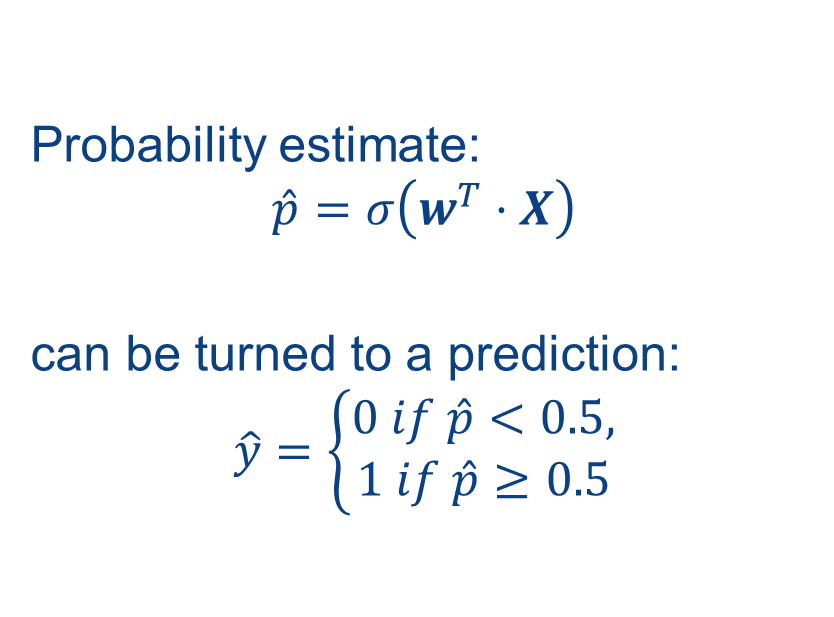 Probability estimate:
p̂ = σ(𝒘ᵀ · 𝑿)
can be turned to a prediction:
ŷ = {0 if p̂ < 0.5,
1 if p̂ ≥ 0.5